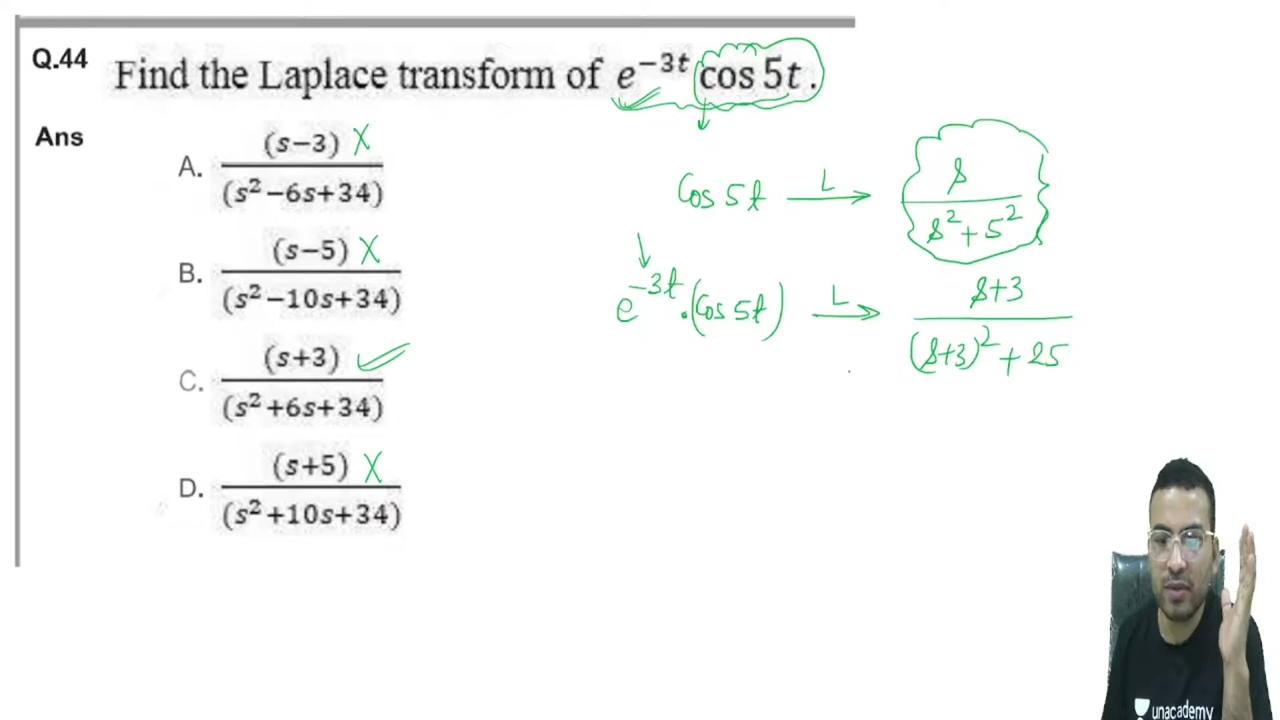 Q.44 Find the Laplace transform of e^{-3t} cos 5t.
Ans
A. (s−3) / (s²−6s+34) X
B. (s−5) / (s²−10s+34) X
C. (s+3) / (s²+6s+34) ✓
D. (s+5) / (s²+10s+34) X
Cos 5t —L→ s / (s² + 5²)
e^{-3t} . (Cos 5t) —L→ (s+3) / ((s+3)² + 25)
unacademy